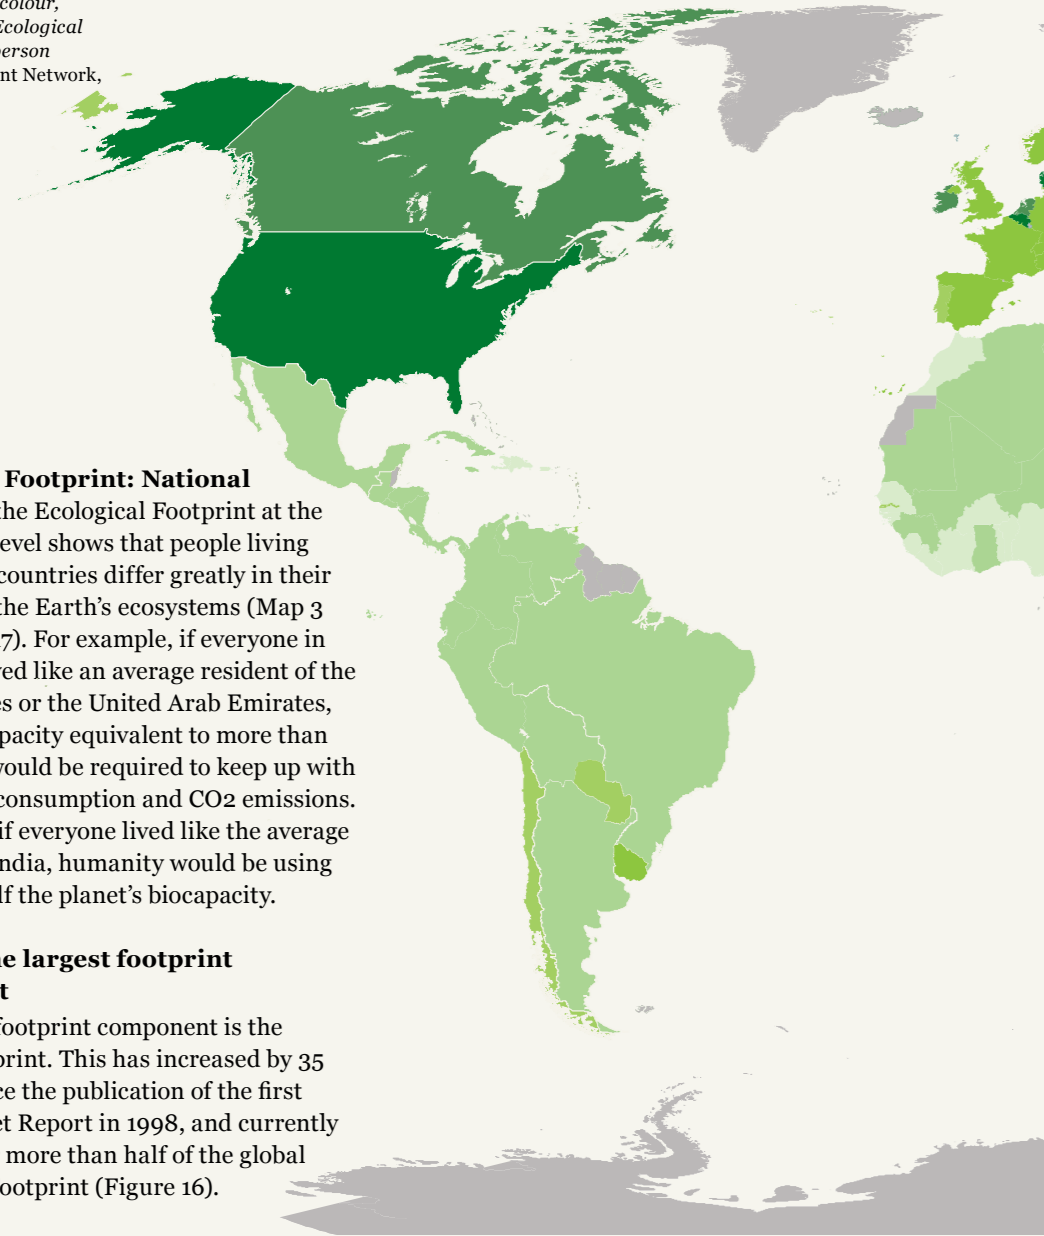 colour,
Ecological
person
nt Network,
Footprint: National
the Ecological Footprint at the
level shows that people living
countries differ greatly in their
the Earth's ecosystems (Map 3
7). For example, if everyone in
ed like an average resident of the
es or the United Arab Emirates,
pacity equivalent to more than
would be required to keep up with
consumption and CO2 emissions.
if everyone lived like the average
ndia, humanity would be using
lf the planet's biocapacity.
e largest footprint
t
footprint component is the
print. This has increased by 35
ce the publication of the first
et Report in 1998, and currently
more than half of the global
ootprint (Figure 16).